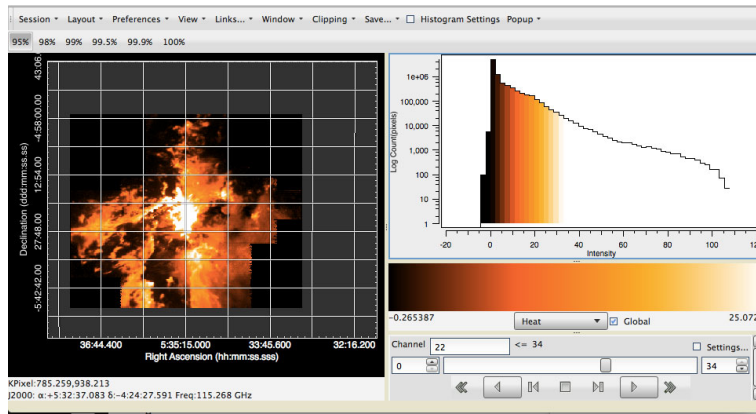 Session Layout Preferences View Links... Window Clipping Save... Histogram Settings Popup
95% 98% 99% 99.5% 99.9% 100%
Declination (ddd:mm:ss.ss)
43:06.0
-4:58:00.00
12:54.00
27:48.00
-5:42:42.00
36:44.400 5:35:15.000 33:45.600 5:32:16.200
Right Ascension (hh:mm:ss.sss)
KPixel:785.259,938.213
J2000: α:+5:32:37.083 δ:-4:24:27.591 Freq:115.268 GHz
Log Count(pixels)
1e+06
100,000
10,000
1,000
100
10
1
-20 0 20 40 60 80 100
Intensity
-0.265387 Heat Global 25.072
Channel 22 <= 34 Settings...
0 34